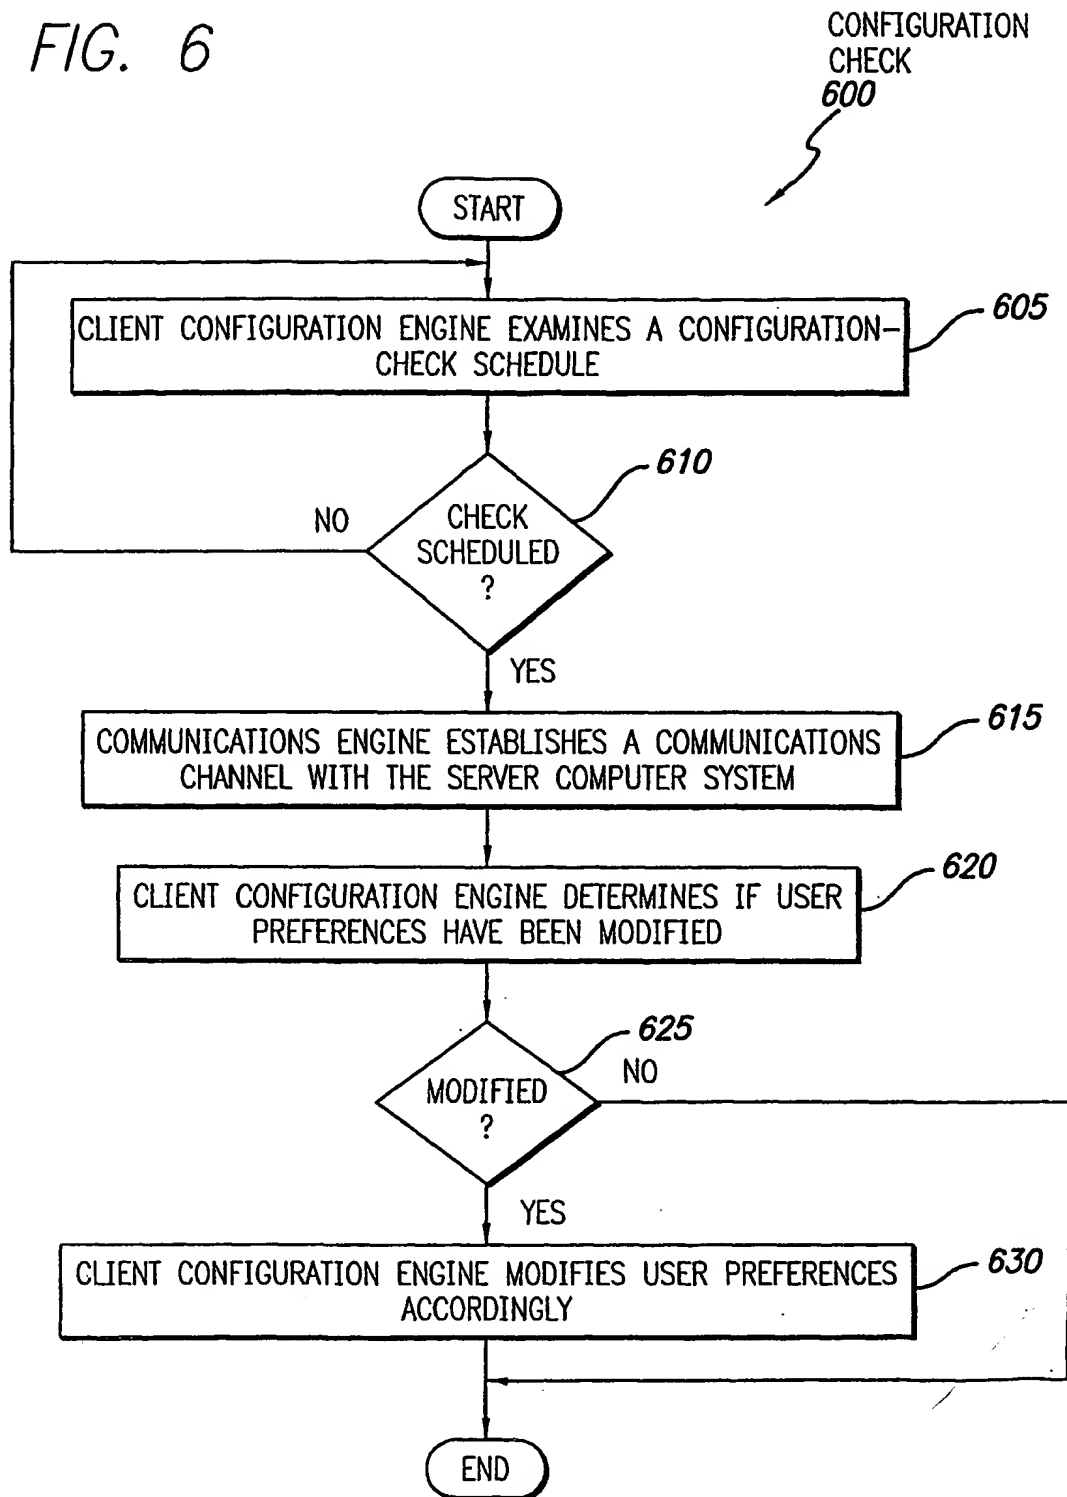 FIG. 6
CONFIGURATION
CHECK
600
START
CLIENT CONFIGURATION ENGINE EXAMINES A CONFIGURATION-
CHECK SCHEDULE
605
CHECK
SCHEDULED
?
610
NO
YES
COMMUNICATIONS ENGINE ESTABLISHES A COMMUNICATIONS
CHANNEL WITH THE SERVER COMPUTER SYSTEM
615
CLIENT CONFIGURATION ENGINE DETERMINES IF USER
PREFERENCES HAVE BEEN MODIFIED
620
MODIFIED
?
625
NO
YES
CLIENT CONFIGURATION ENGINE MODIFIES USER PREFERENCES
ACCORDINGLY
630
END